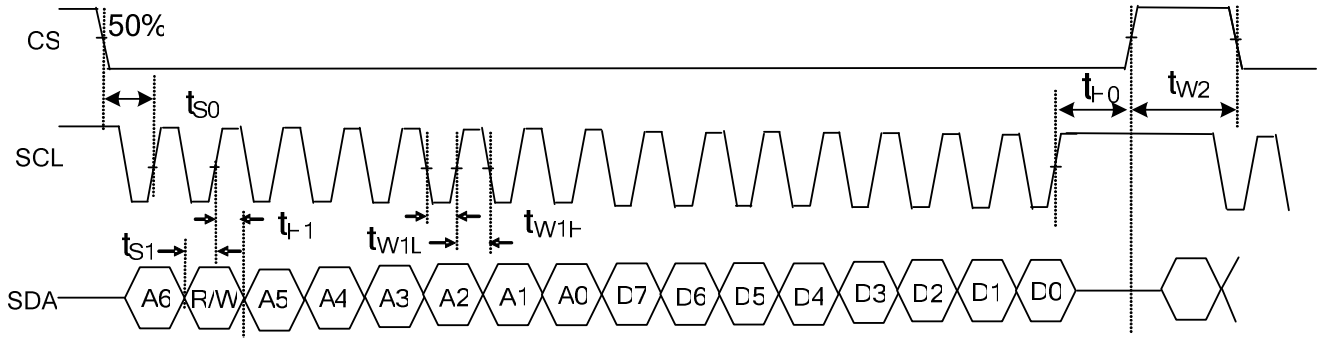 CS 50%
tS0 tH0 tW2
SCL
tS1 tH1 tW1L tW1H
SDA A6 R/W A5 A4 A3 A2 A1 A0 D7 D6 D5 D4 D3 D2 D1 D0